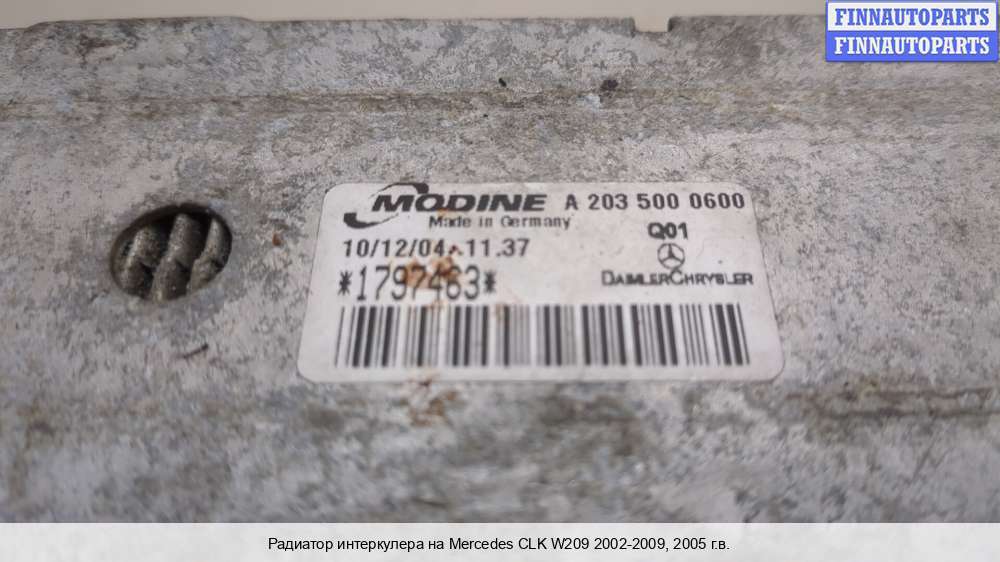 FINNAUTOPARTS
FINNAUTOPARTS
MODINE A 203 500 0600
Made in Germany Q01
10/12/04 11.37
*1797463* DAIMLERCHRYSLER
Радиатор интеркулера на Mercedes CLK W209 2002-2009, 2005 г.в.